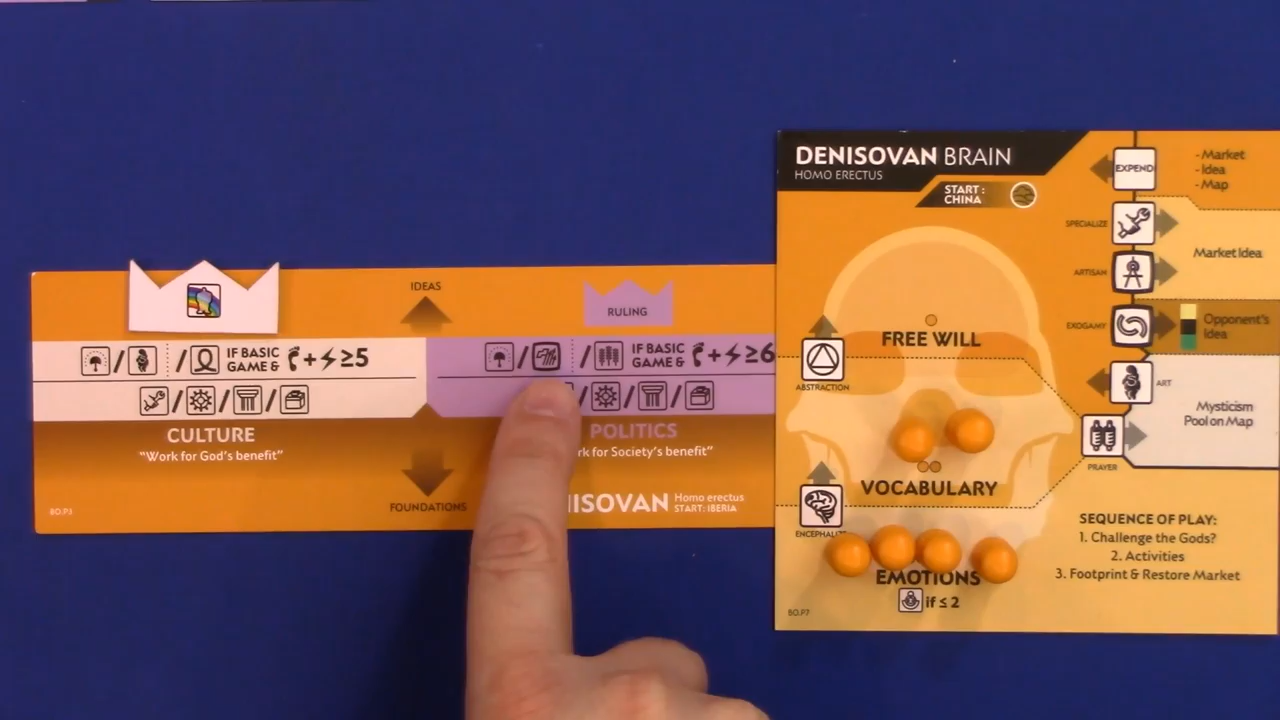 IDEAS
RULING
IF BASIC
GAME &
+
≥5
IF BASIC
GAME &
+
≥6
CULTURE
"Work for God's benefit"
POLITICS
for Society's benefit"
FOUNDATIONS
Homo erectus
START: IBERIA
BO.P3
DENISOVAN BRAIN
HOMO ERECTUS
START:
CHINA
EXPEND
- Market
- Idea
- Map
SPECIALIZE
Market Idea
ARTISAN
EXOGAMY
Opponent's
Idea
ART
Mysticism
Pool on Map
PRAYER
ABSTRACTION
FREE WILL
VOCABULARY
EMOTIONS
if ≤ 2
SEQUENCE OF PLAY:
1. Challenge the Gods?
2. Activities
3. Footprint & Restore Market
BO.P7